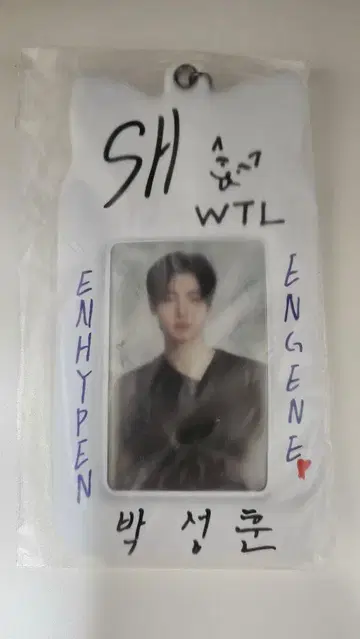 SH
WTL
ENHYPEN
ENGENE
박 성 훈